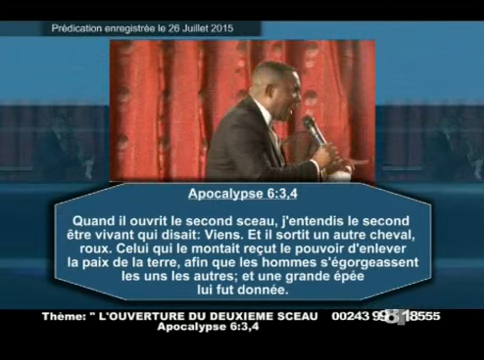 Prédication enregistrée le 26 Juillet 2015
Apocalypse 6:3,4
Quand il ouvrit le second sceau, j'entendis le second
être vivant qui disait: Viens. Et il sortit un autre cheval,
roux. Celui qui le montait reçut le pouvoir d'enlever
la paix de la terre, afin que les hommes s'égorgeassent
les uns les autres; et une grande épée
lui fut donnée.
Thème: " L'OUVERTURE DU DEUXIEME SCEAU 00243
Apocalypse 6:3,4